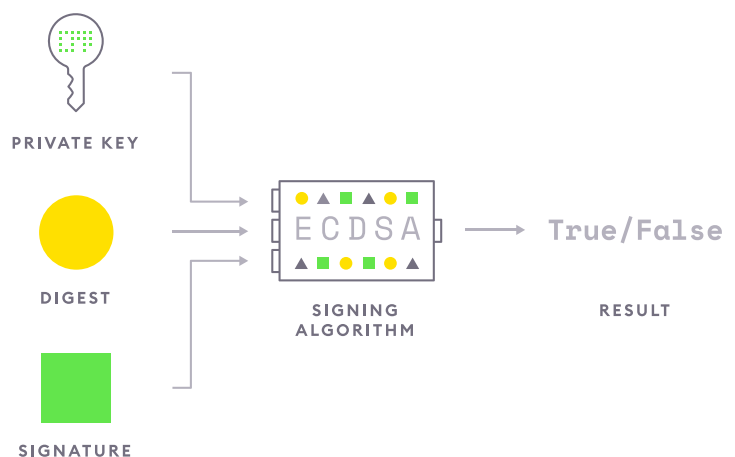 PRIVATE KEY
DIGEST
SIGNATURE
ECDSA
SIGNING
ALGORITHM
True/False
RESULT